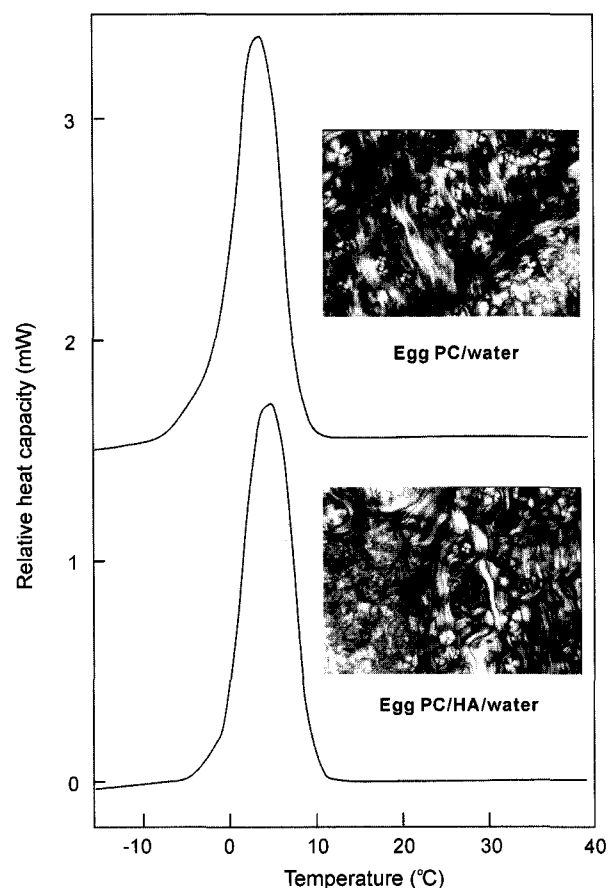 3
2
1
0
Relative heat capacity (mW)
Egg PC/water
Egg PC/HA/water
-10 0 10 20 30 40
Temperature (℃)